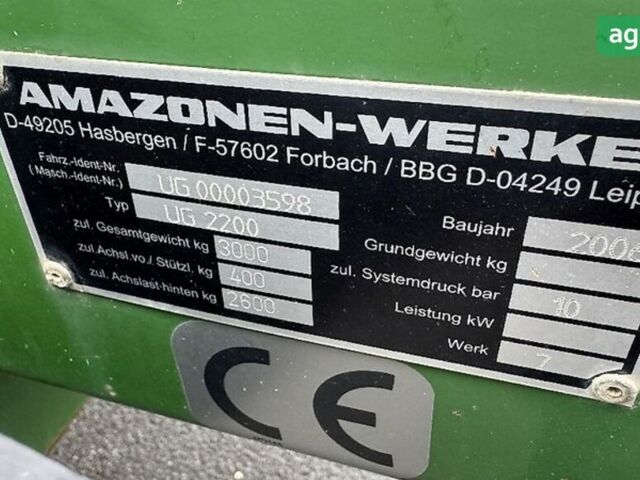 ag
AMAZONEN-WERKE
D-49205 Hasbergen / F-57602 Forbach / BBG D-04249 Leip
Fahrz.-Ident-Nr.
(Masch.-Ident-Nr.) UG 00003598
Typ UG 2200
zul. Gesamtgewicht kg 3000
zul. Achsl.vo./ Stützl. kg 400
zul. Achslast-hinten kg 2600
Baujahr 2006
Grundgewicht kg
zul. Systemdruck bar 10
Leistung kW
Werk 7
CE